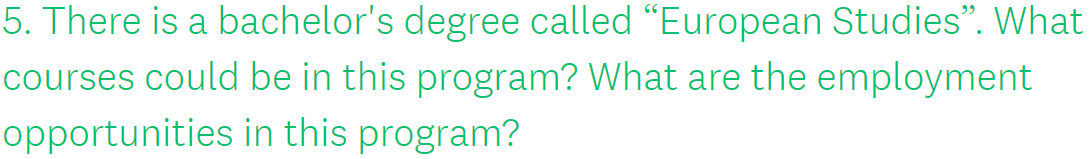 5. There is a bachelor's degree called “European Studies”. What
courses could be in this program? What are the employment
opportunities in this program?